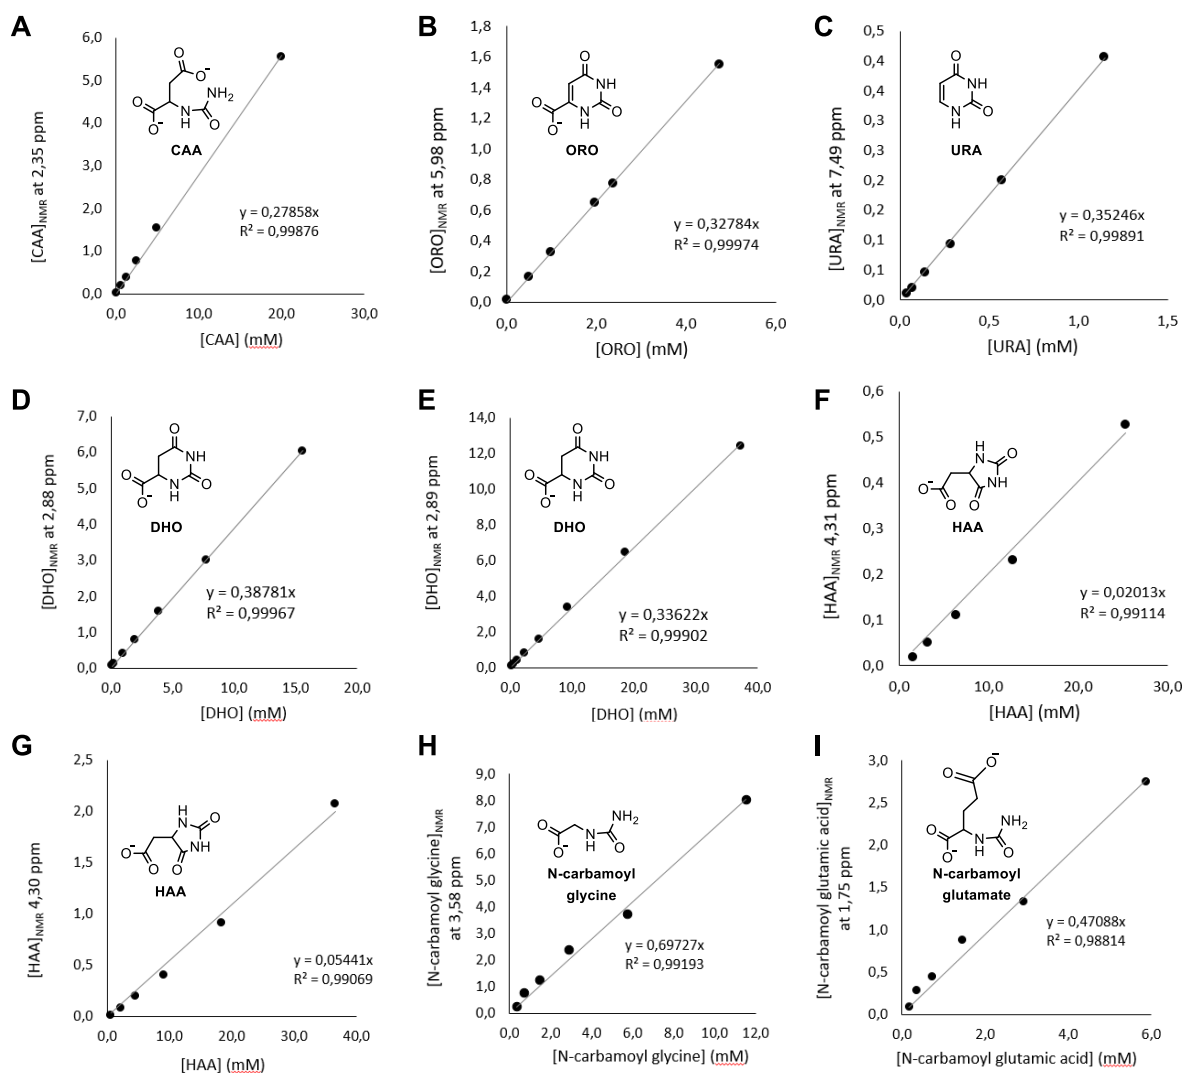 A
[CAA]NMR at 2,35 ppm
6,0
5,0
4,0
3,0
2,0
1,0
0,0
0,0 10,0 20,0 30,0
[CAA] (mM)
O
O-
O
O-
N
H
NH2
O
CAA
y = 0,27858x
R² = 0,99876
B
[ORO]NMR at 5,98 ppm
1,8
1,6
1,4
1,2
1,0
0,8
0,6
0,4
0,2
0,0
0,0 2,0 4,0 6,0
[ORO] (mM)
O
NH
O
N
H
O
O-
ORO
y = 0,32784x
R² = 0,99974
C
[URA]NMR at 7,49 ppm
0,5
0,4
0,4
0,3
0,3
0,2
0,2
0,1
0,1
0,0
0,0 0,5 1,0 1,5
[URA] (mM)
O
NH
N
H
O
URA
y = 0,35246x
R² = 0,99891
D
[DHO]NMR at 2,88 ppm
7,0
6,0
5,0
4,0
3,0
2,0
1,0
0,0
0,0 5,0 10,0 15,0 20,0
[DHO] (mM)
O
NH
O
N
H
O
O-
DHO
y = 0,38781x
R² = 0,99967
E
[DHO]NMR at 2,89 ppm
14,0
12,0
10,0
8,0
6,0
4,0
2,0
0,0
0,0 10,0 20,0 30,0 40,0
[DHO] (mM)
O
NH
O
N
H
O
O-
DHO
y = 0,33622x
R² = 0,99902
F
[HAA]NMR 4,31 ppm
0,6
0,5
0,4
0,3
0,2
0,1
0,0
0,0 10,0 20,0 30,0
[HAA] (mM)
H
N
O
NH
O-
O
O
HAA
y = 0,02013x
R² = 0,99114
G
[HAA]NMR 4,30 ppm
2,5
2,0
1,5
1,0
0,5
0,0
0,0 10,0 20,0 30,0 40,0
[HAA] (mM)
H
N
O
NH
O-
O
O
HAA
y = 0,05441x
R² = 0,99069
H
[N-carbamoyl glycine]NMR
at 3,58 ppm
9,0
8,0
7,0
6,0
5,0
4,0
3,0
2,0
1,0
0,0
0,0 2,0 4,0 6,0 8,0 10,0 12,0
[N-carbamoyl glycine] (mM)
O
O-
N
H
NH2
O
N-carbamoyl
glycine
y = 0,69727x
R² = 0,99193
I
[N-carbamoyl glutamic acid]NMR
at 1,75 ppm
3,0
2,5
2,0
1,5
1,0
0,5
0,0
0,0 2,0 4,0 6,0
[N-carbamoyl glutamic acid] (mM)
O-
O
O
O-
N
H
NH2
O
N-carbamoyl
glutamate
y = 0,47088x
R² = 0,98814